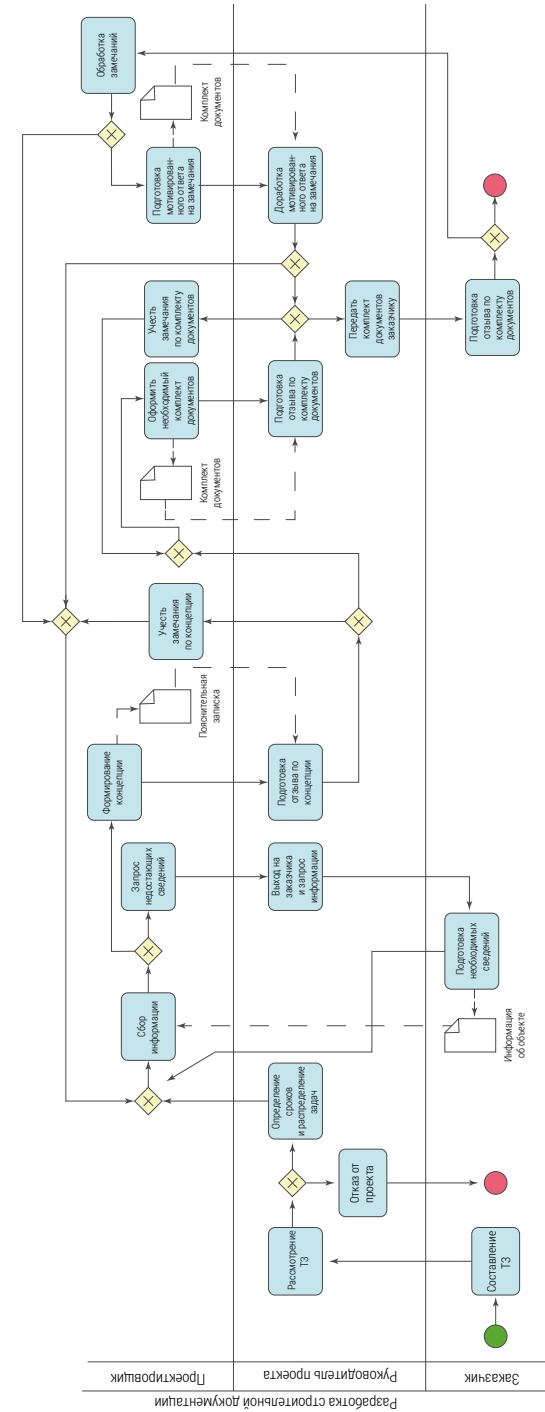 Разработка строительной документации
Проектировщик
Руководитель проекта
Заказчик
Составление
ТЗ
Рассмотрение
ТЗ
Отказ от
проекта
Определение
сроков
и распределение
задач
Сбор
информации
Информация
об объекте
Подготовка
необходимых
сведений
Запрос
недостающих
сведений
Выход на
заказчика
и запрос
информации
Формирование
концепции
Пояснительная
записка
Подготовка
отзыва по
концепции
Учесть
замечания
по концепции
Комплект
документов
Оформить
необходимый
комплект
документов
Подготовка
отзыва по
комплекту
документов
Учесть
замечания
по комплекту
документов
Передать
комплект
документов
заказчику
Подготовка
отзыва по
комплекту
документов
Подготовка
мотивирован-
ного ответа
на замечания
Доработка
мотивирован-
ного ответа
на замечания
Комплект
документов
Обработка
замечаний